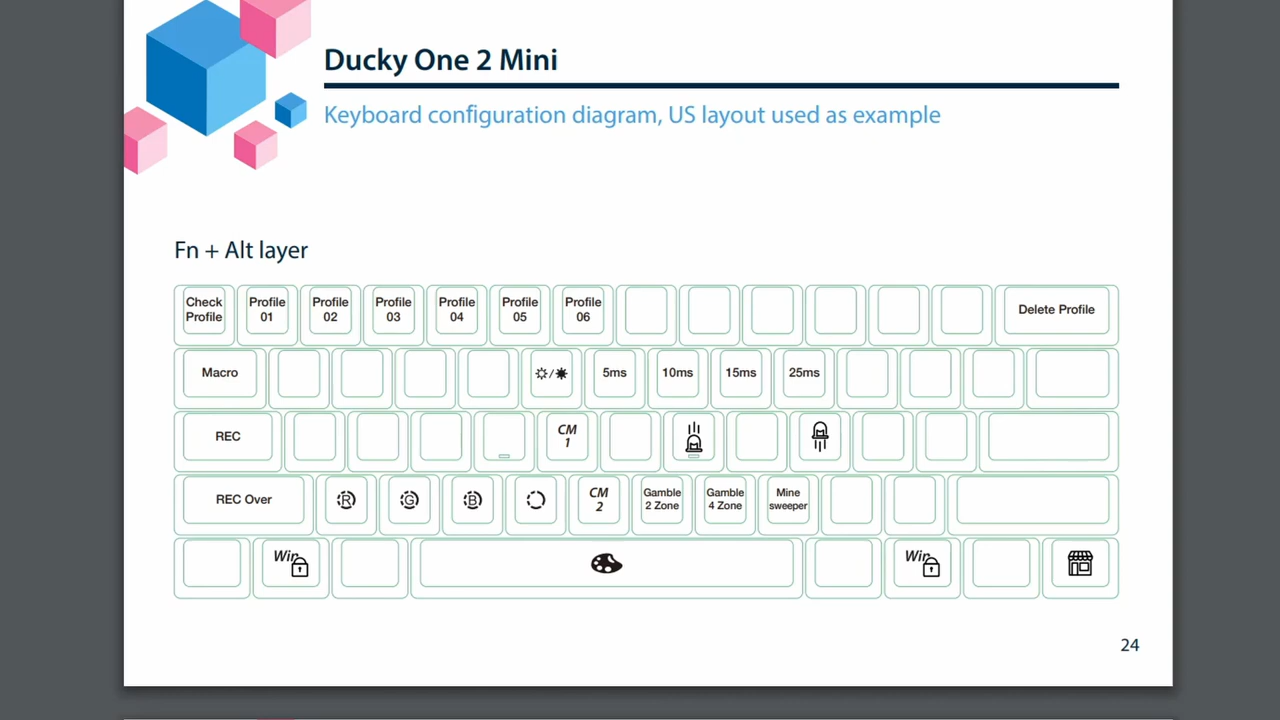 Ducky One 2 Mini
Keyboard configuration diagram, US layout used as example
Fn + Alt layer
Check Profile
Profile 01
Profile 02
Profile 03
Profile 04
Profile 05
Profile 06
Delete Profile
Macro
5ms
10ms
15ms
25ms
REC
CM 1
REC Over
R
G
B
CM 2
Gamble 2 Zone
Gamble 4 Zone
Mine sweeper
Win
Win
24